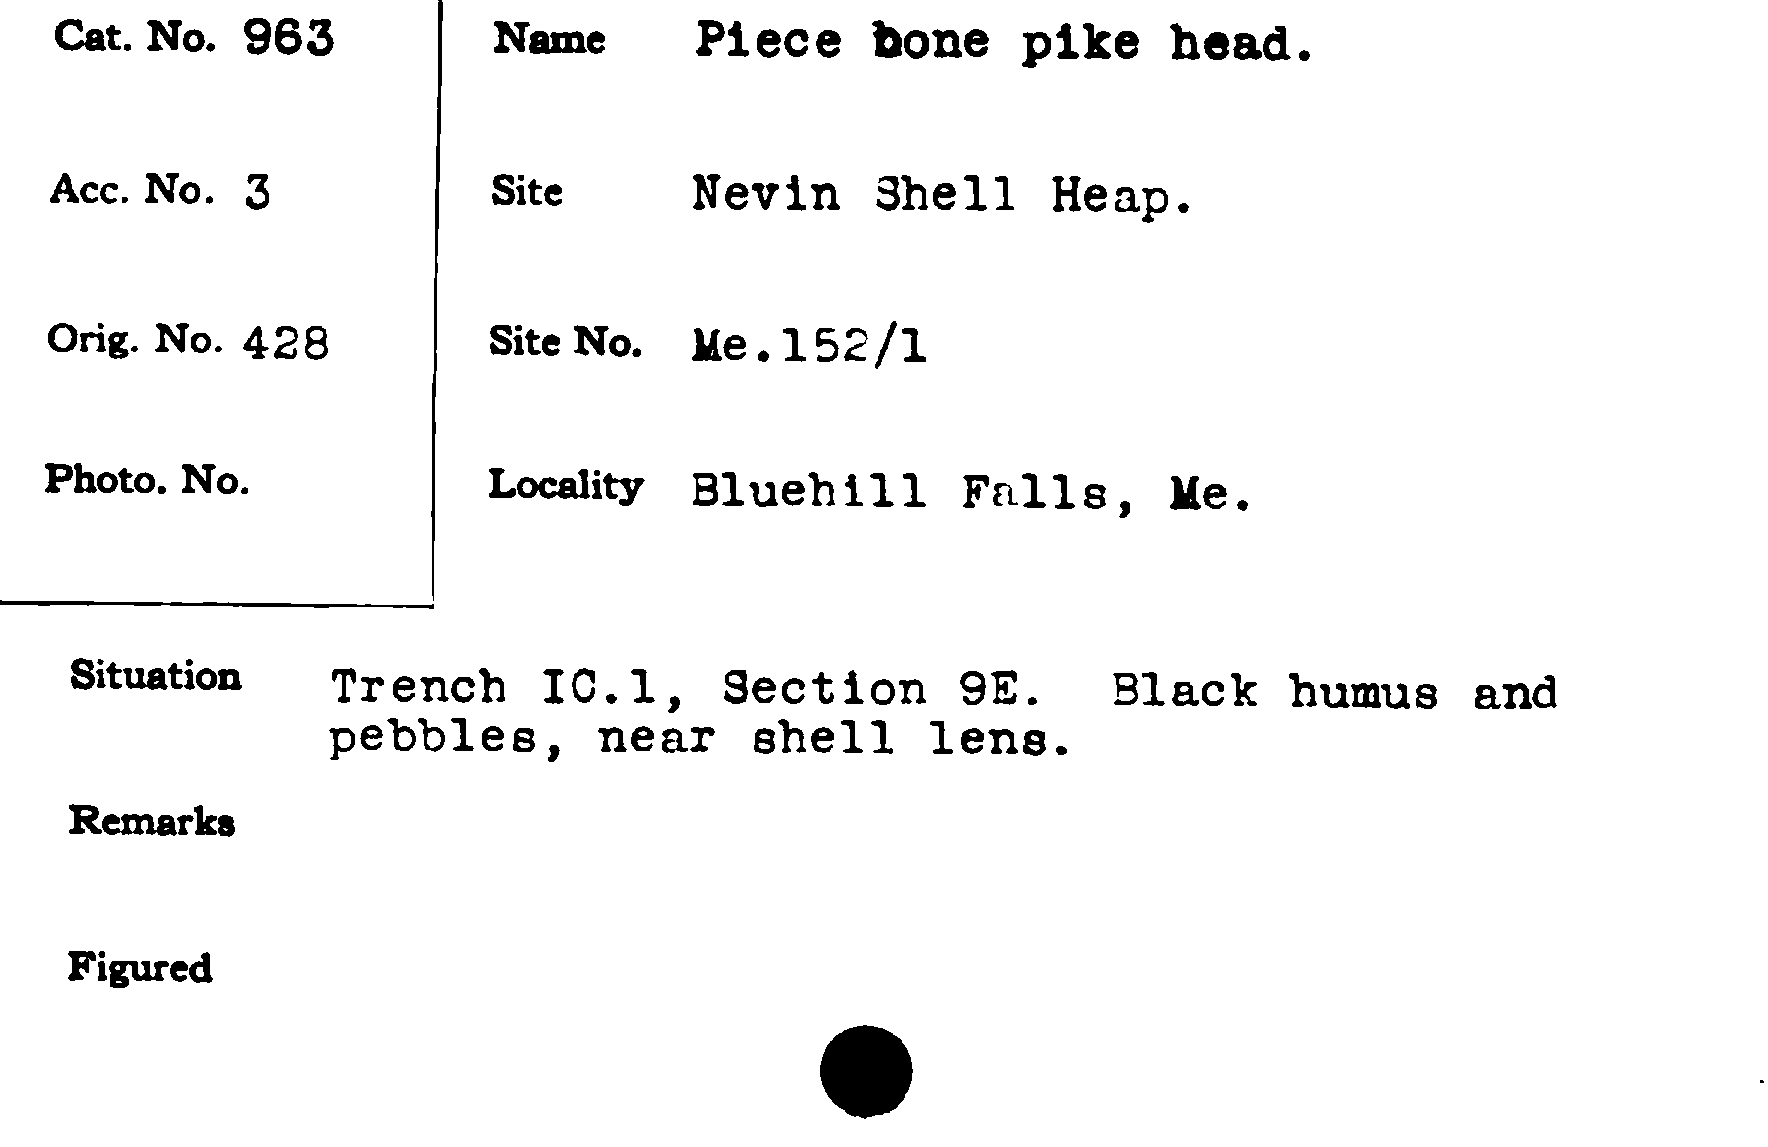 Cat. No. 963
Name Piece bone pike head.
Acc. No. 3
Site Nevin Shell Heap.
Orig. No. 428
Site No. Me.152/1
Photo. No.
Locality Bluehill Falls, Me.
Situation Trench IC.1, Section 9E. Black humus and
pebbles, near shell lens.
Remarks
Figured